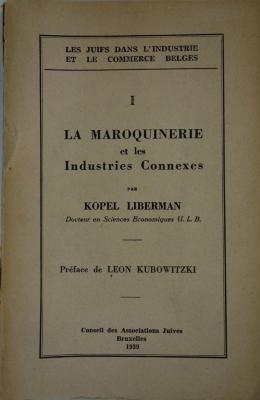 LES JUIFS DANS L'INDUSTRIE
ET LE COMMERCE BELGES
I
LA MAROQUINERIE
et les
Industries Connexes
PAR
KOPEL LIBERMAN
Docteur en Sciences Economiques U. L. B.
Préface de LEON KUBOWITZKI
Conseil des Associations Juives
Bruxelles
1939